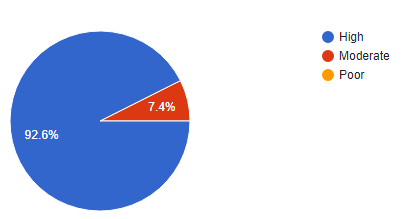 High
Moderate
Poor
7.4%
92.6%